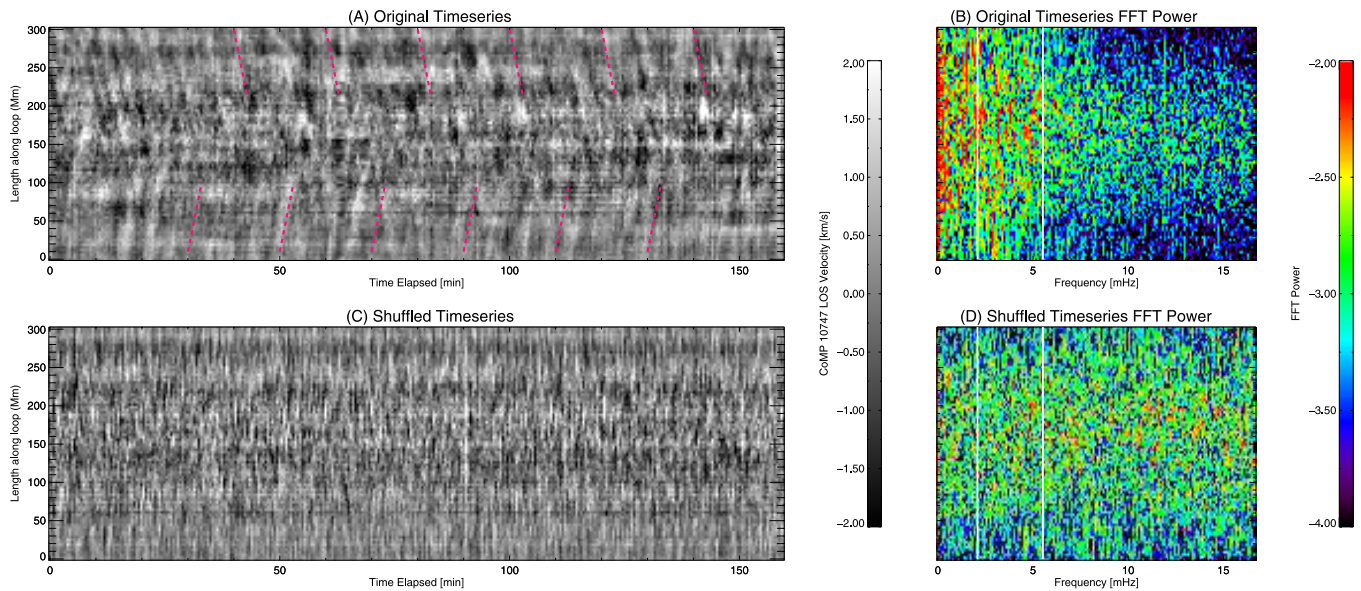 (A) Original Timeseries
300
250
200
150
100
50
0
Length along loop (Mm)
0 50 100 150
Time Elapsed [min]
(C) Shuffled Timeseries
300
250
200
150
100
50
0
Length along loop (Mm)
0 50 100 150
Time Elapsed [min]
CoMP 10747 LOS Velocity [km/s]
2.00
1.50
1.00
0.50
0.00
−0.50
−1.00
−1.50
−2.00
(B) Original Timeseries FFT Power
0 5 10 15
Frequency [mHz]
(D) Shuffled Timeseries FFT Power
0 5 10 15
Frequency [mHz]
FFT Power
−2.00
−2.50
−3.00
−3.50
−4.00